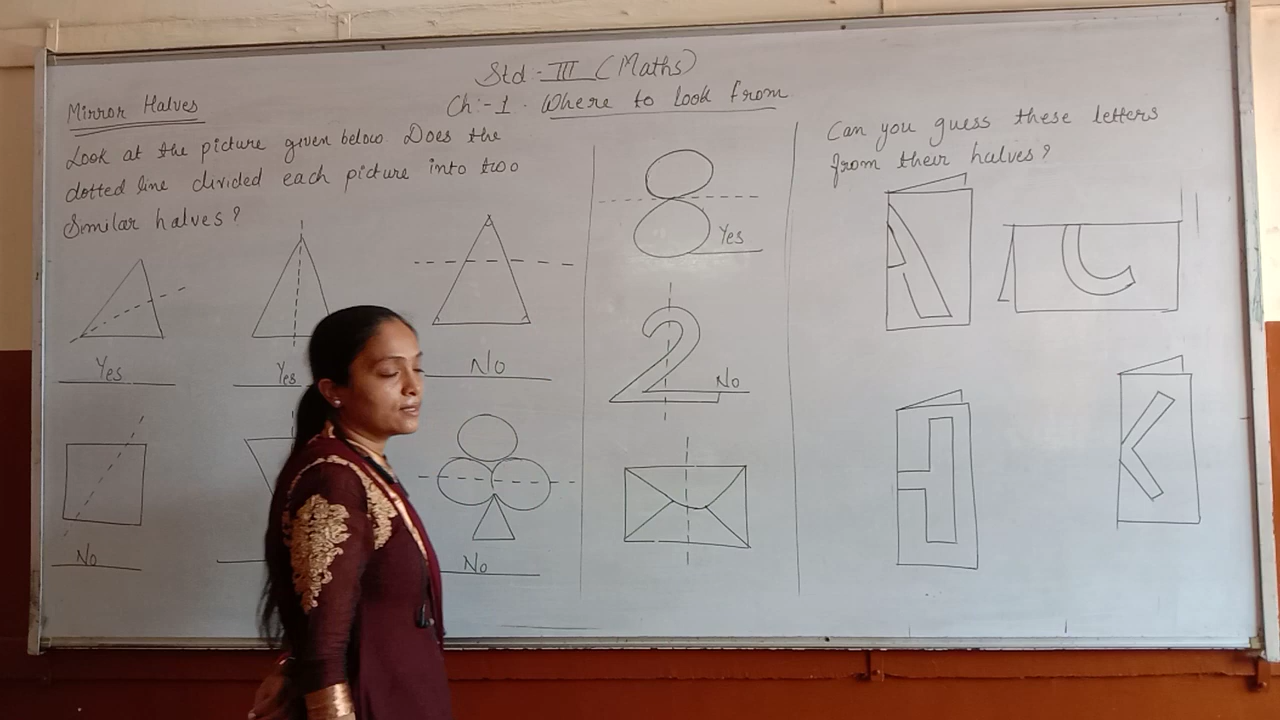 Std:- III (Maths)
Ch:-1. Where to look from
Mirror Halves
Look at the picture given below. Does the
dotted line divided each picture into two
Similar halves?
Yes
Yes
No
No
No
Yes
2
No
Can you guess these letters
from their halves?